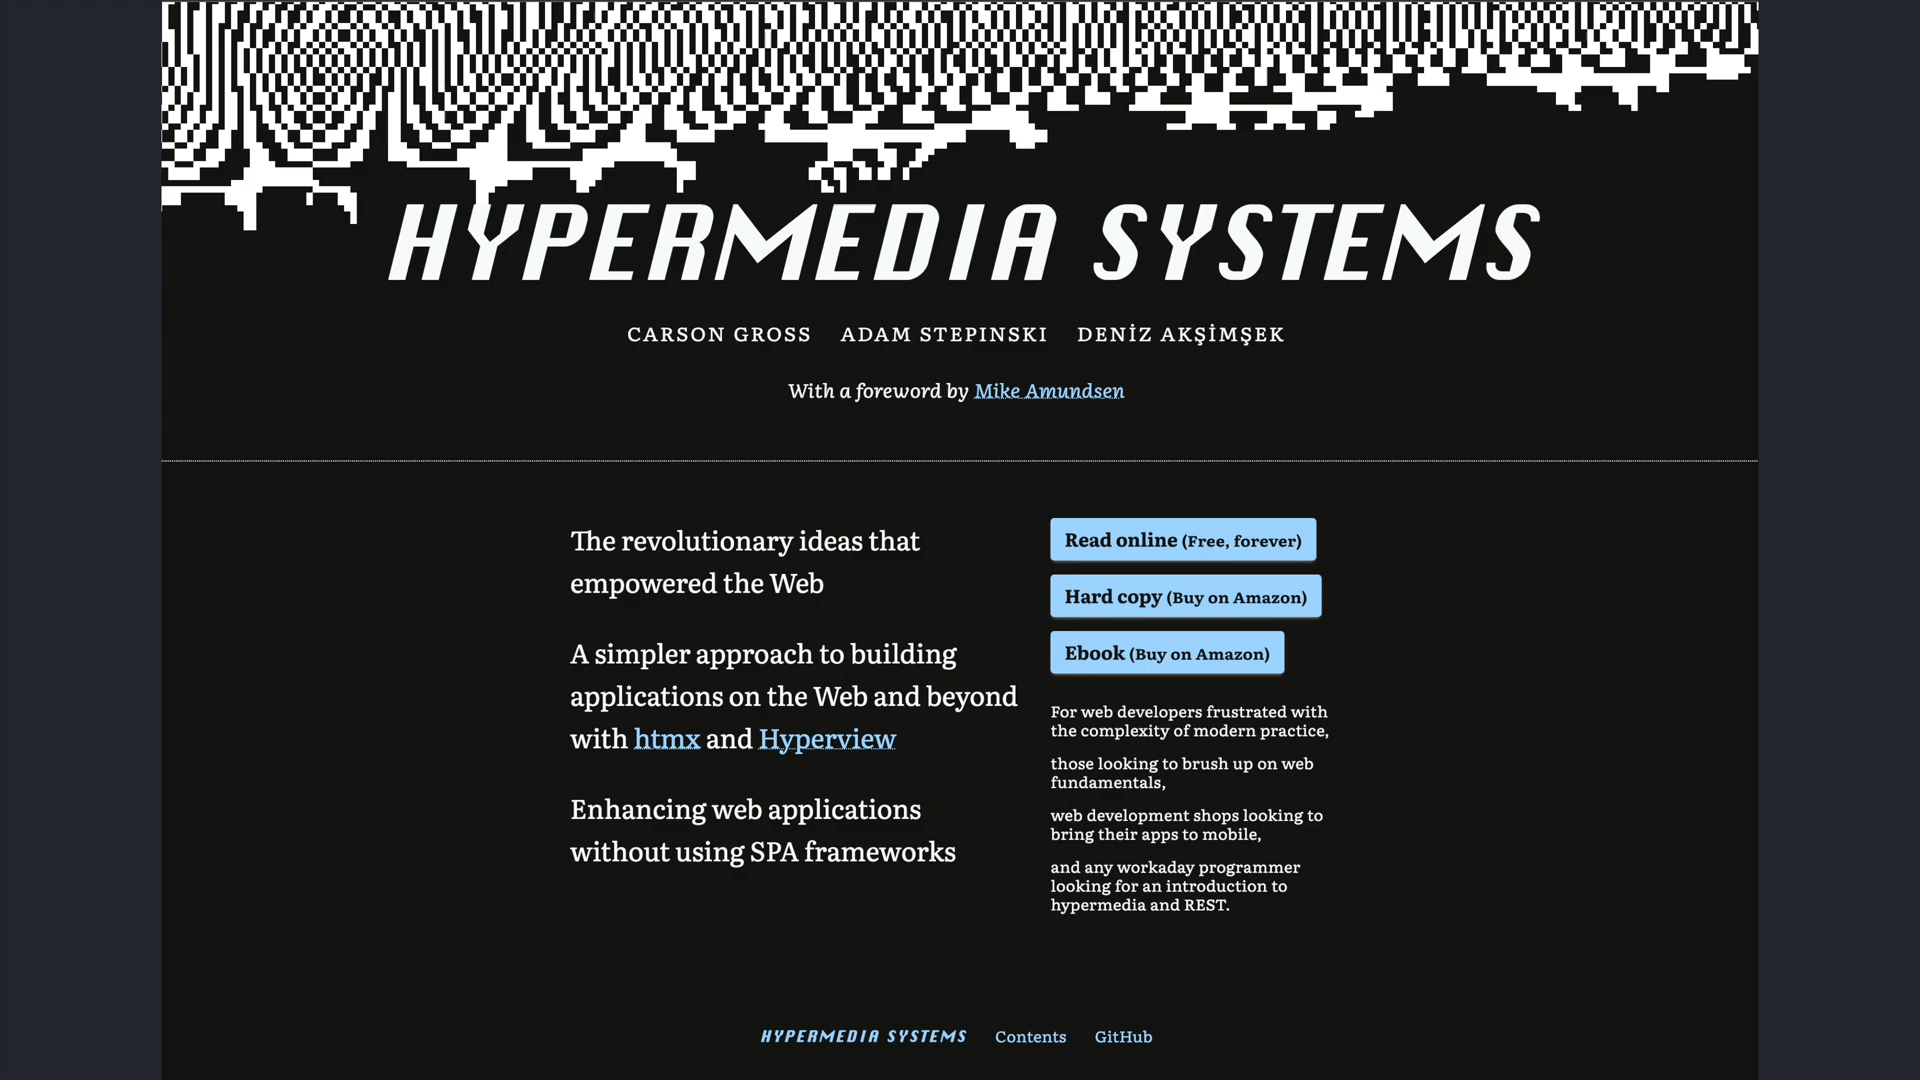 HYPERMEDIA SYSTEMS
CARSON GROSS ADAM STEPINSKI DENİZ AKŞİMŞEK
With a foreword by Mike Amundsen
The revolutionary ideas that
empowered the Web
A simpler approach to building
applications on the Web and beyond
with htmx and Hyperview
Enhancing web applications
without using SPA frameworks
Read online (Free, forever)
Hard copy (Buy on Amazon)
Ebook (Buy on Amazon)
For web developers frustrated with
the complexity of modern practice,
those looking to brush up on web
fundamentals,
web development shops looking to
bring their apps to mobile,
and any workaday programmer
looking for an introduction to
hypermedia and REST.
HYPERMEDIA SYSTEMS Contents GitHub